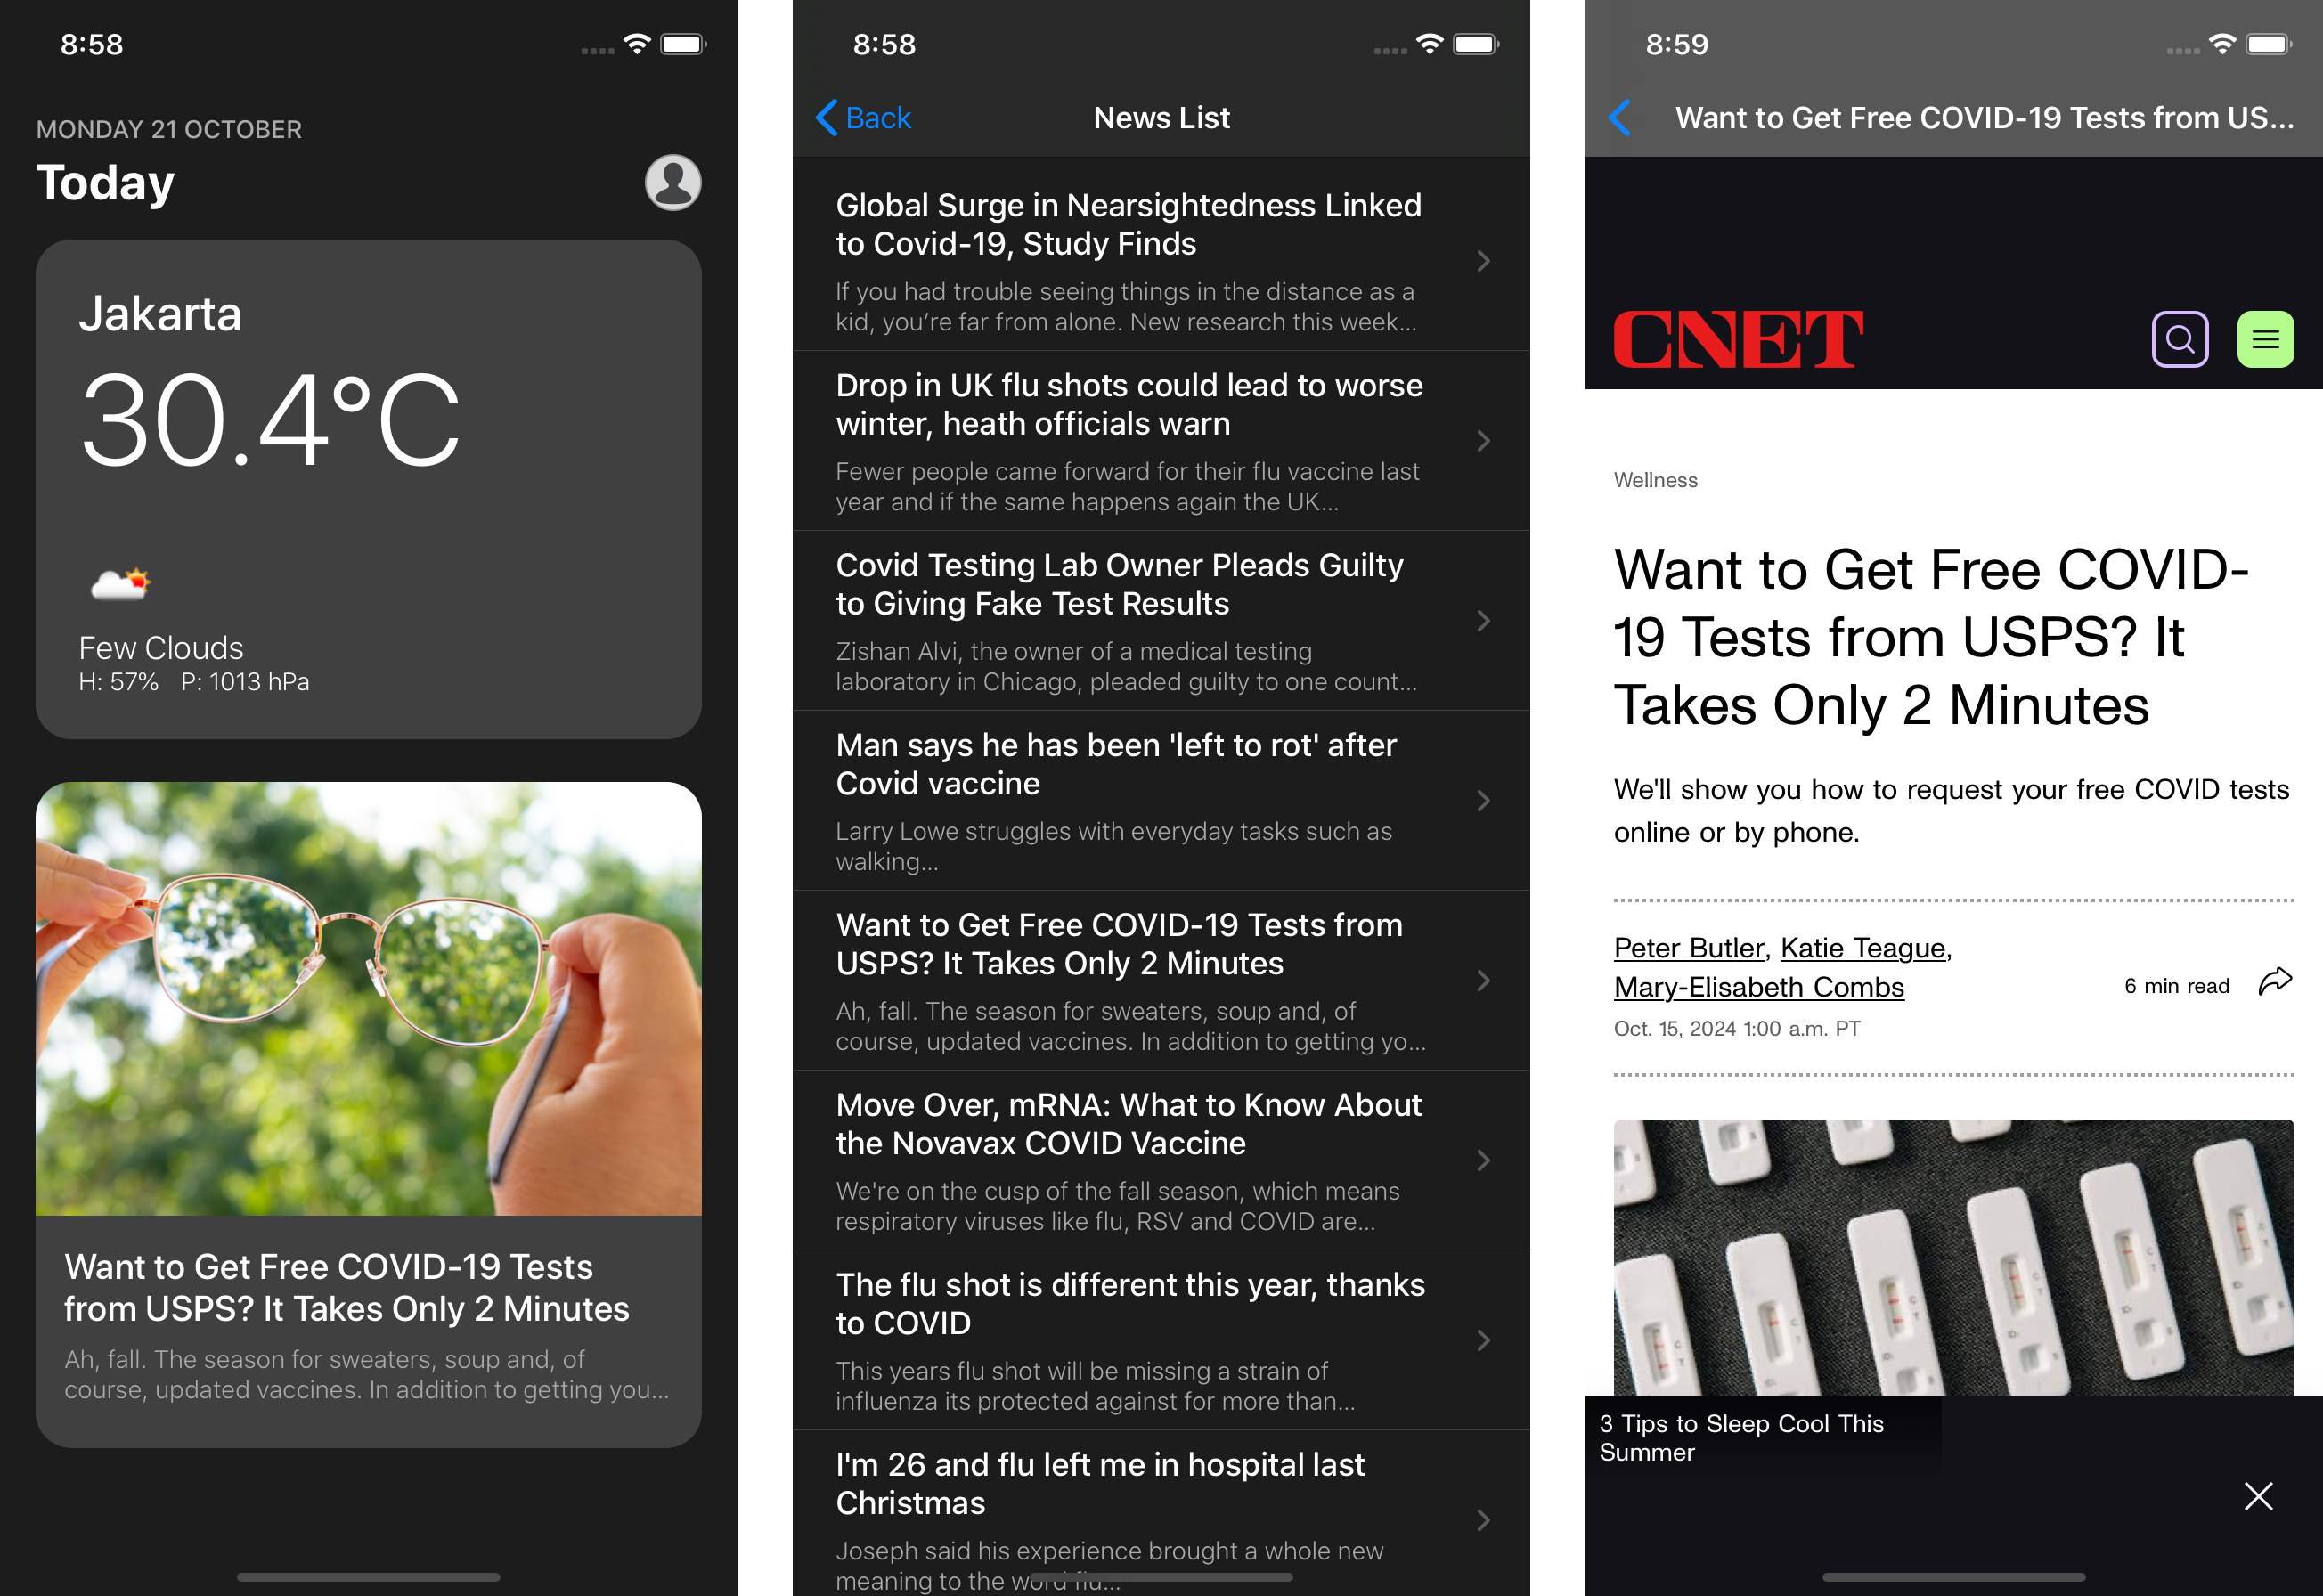 8:58
MONDAY 21 OCTOBER
Today
Jakarta
30.4°C
Few Clouds
H: 57% P: 1013 hPa
Want to Get Free COVID-19 Tests
from USPS? It Takes Only 2 Minutes
Ah, fall. The season for sweaters, soup and, of
course, updated vaccines. In addition to getting you...
8:58
Back
News List
Global Surge in Nearsightedness Linked
to Covid-19, Study Finds
If you had trouble seeing things in the distance as a
kid, you’re far from alone. New research this week...
Drop in UK flu shots could lead to worse
winter, heath officials warn
Fewer people came forward for their flu vaccine last
year and if the same happens again the UK...
Covid Testing Lab Owner Pleads Guilty
to Giving Fake Test Results
Zishan Alvi, the owner of a medical testing
laboratory in Chicago, pleaded guilty to one count...
Man says he has been 'left to rot' after
Covid vaccine
Larry Lowe struggles with everyday tasks such as
walking...
Want to Get Free COVID-19 Tests from
USPS? It Takes Only 2 Minutes
Ah, fall. The season for sweaters, soup and, of
course, updated vaccines. In addition to getting yo...
Move Over, mRNA: What to Know About
the Novavax COVID Vaccine
We're on the cusp of the fall season, which means
respiratory viruses like flu, RSV and COVID are...
The flu shot is different this year, thanks
to COVID
This years flu shot will be missing a strain of
influenza its protected against for more than...
I'm 26 and flu left me in hospital last
Christmas
Joseph said his experience brought a whole new
meaning to the word flu...
8:59
Want to Get Free COVID-19 Tests from US...
CNET
Wellness
Want to Get Free COVID-
19 Tests from USPS? It
Takes Only 2 Minutes
We'll show you how to request your free COVID tests
online or by phone.
Peter Butler, Katie Teague,
Mary-Elisabeth Combs
6 min read
Oct. 15, 2024 1:00 a.m. PT
3 Tips to Sleep Cool This
Summer